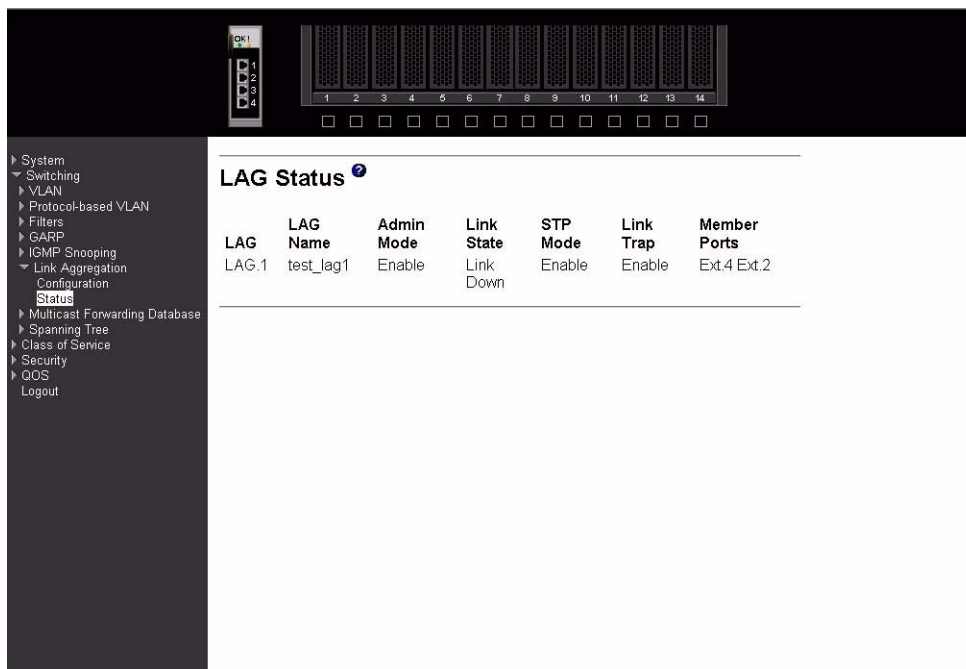 OK!
1
2
3
4
1 2 3 4 5 6 7 8 9 10 11 12 13 14
System
Switching
VLAN
Protocol-based VLAN
Filters
GARP
IGMP Snooping
Link Aggregation
Configuration
Status
Multicast Forwarding Database
Spanning Tree
Class of Service
Security
QOS
Logout
LAG Status ?
LAG LAG Name Admin Mode Link State STP Mode Link Trap Member Ports
LAG.1 test_lag1 Enable Link Down Enable Enable Ext.4 Ext.2